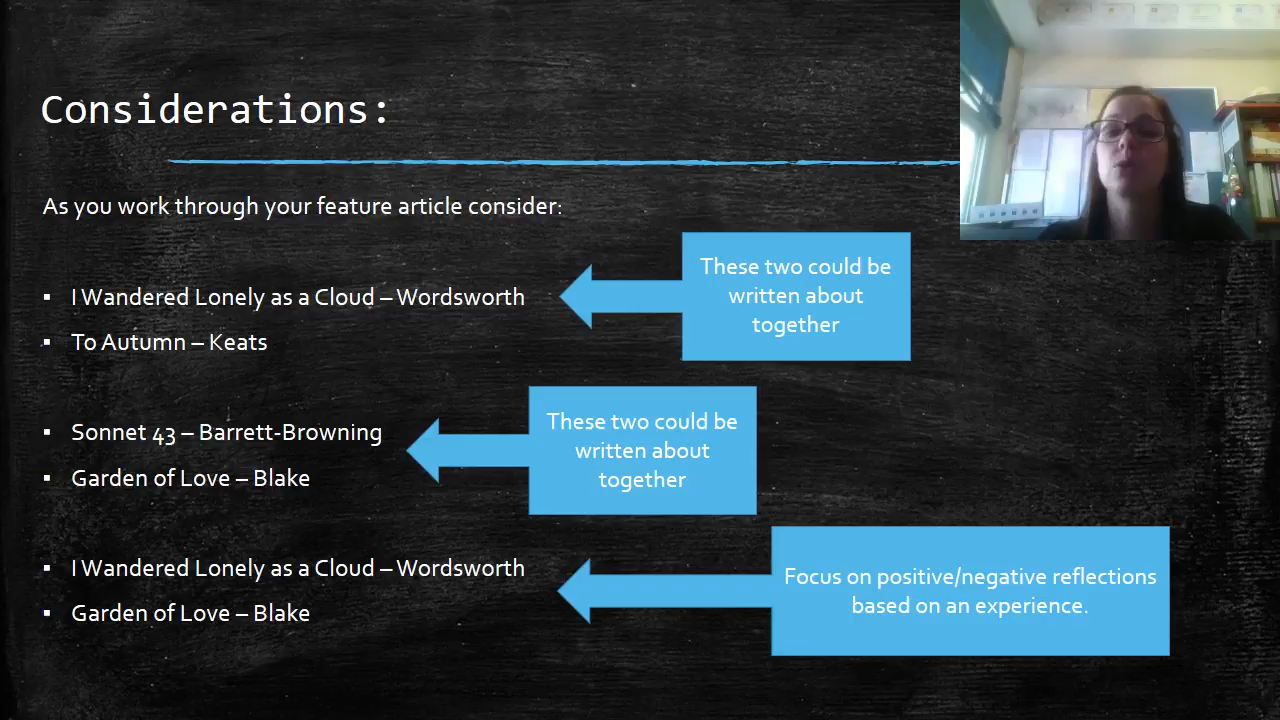 Considerations:
As you work through your feature article consider:
▪ I Wandered Lonely as a Cloud – Wordsworth
▪ To Autumn – Keats
These two could be
written about
together
▪ Sonnet 43 – Barrett-Browning
▪ Garden of Love – Blake
These two could be
written about
together
▪ I Wandered Lonely as a Cloud – Wordsworth
▪ Garden of Love – Blake
Focus on positive/negative reflections
based on an experience.